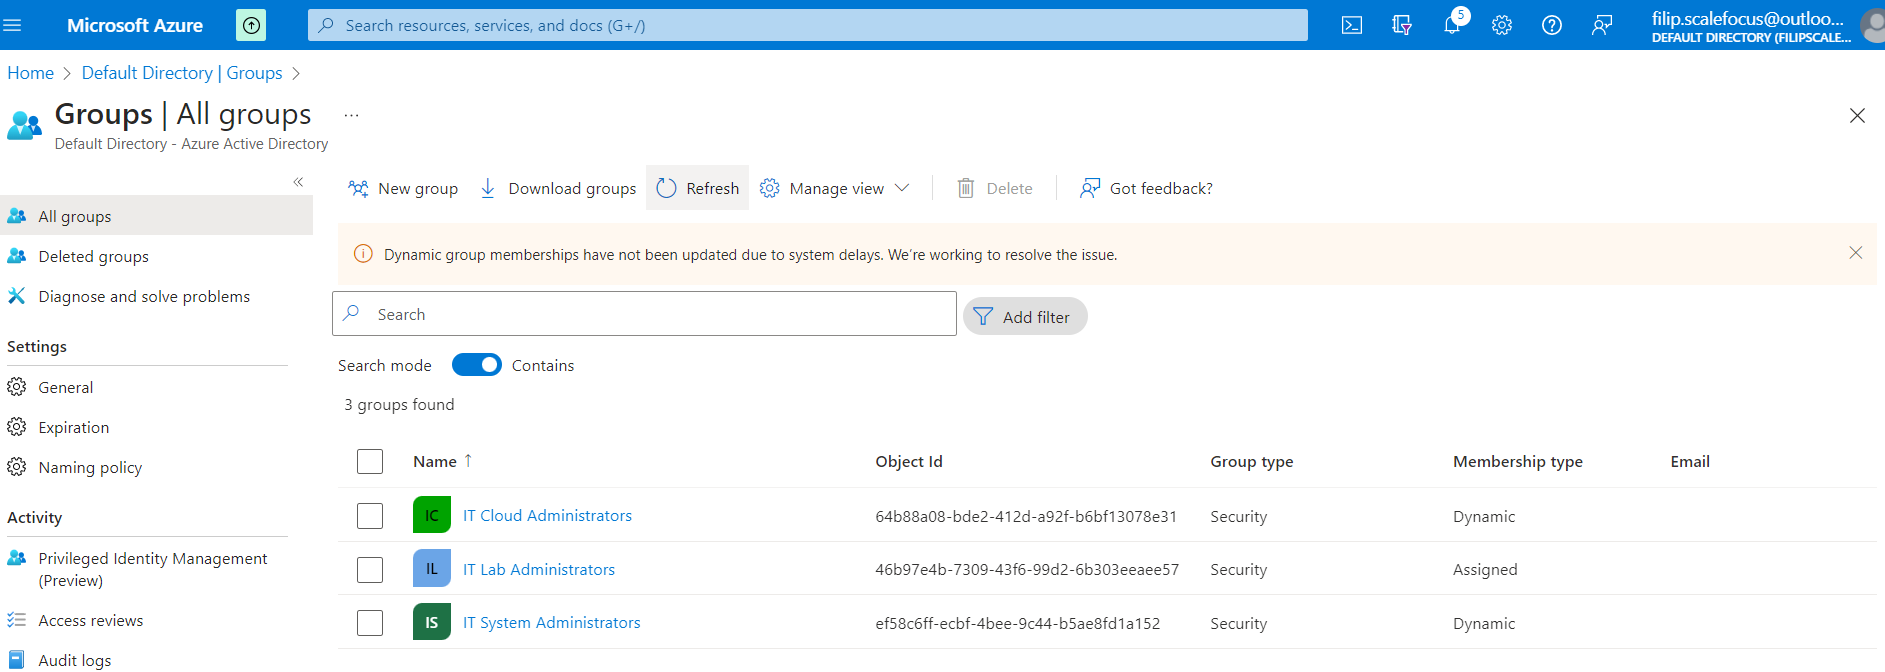 Microsoft Azure
Search resources, services, and docs (G+/)
5
filip.scalefocus@outloo...
DEFAULT DIRECTORY (FILIPSCALE...
Home > Default Directory | Groups >
Groups | All groups ...
Default Directory - Azure Active Directory
«
All groups
Deleted groups
Diagnose and solve problems
Settings
General
Expiration
Naming policy
Activity
Privileged Identity Management
(Preview)
Access reviews
Audit logs
New group Download groups Refresh Manage view Delete Got feedback?
Dynamic group memberships have not been updated due to system delays. We're working to resolve the issue.
Search Add filter
Search mode Contains
3 groups found
Name ↑ Object Id Group type Membership type Email
IC IT Cloud Administrators 64b88a08-bde2-412d-a92f-b6bf13078e31 Security Dynamic
IL IT Lab Administrators 46b97e4b-7309-43f6-99d2-6b303eeaee57 Security Assigned
IS IT System Administrators ef58c6ff-ecbf-4bee-9c44-b5ae8fd1a152 Security Dynamic